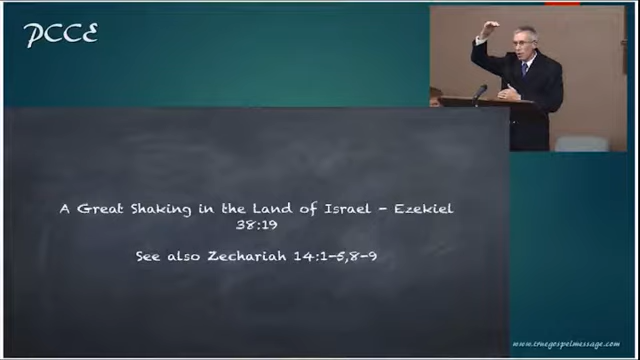 PCCE
A Great Shaking in the Land of Israel - Ezekiel
38:19
See also Zechariah 14:1-5,8-9
www.truegospelmessage.com